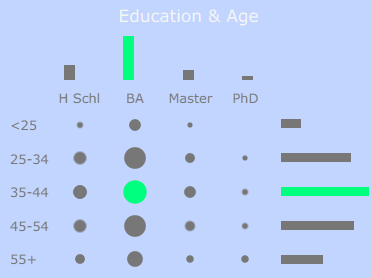 Education & Age
H Schl BA Master PhD
<25
25-34
35-44
45-54
55+